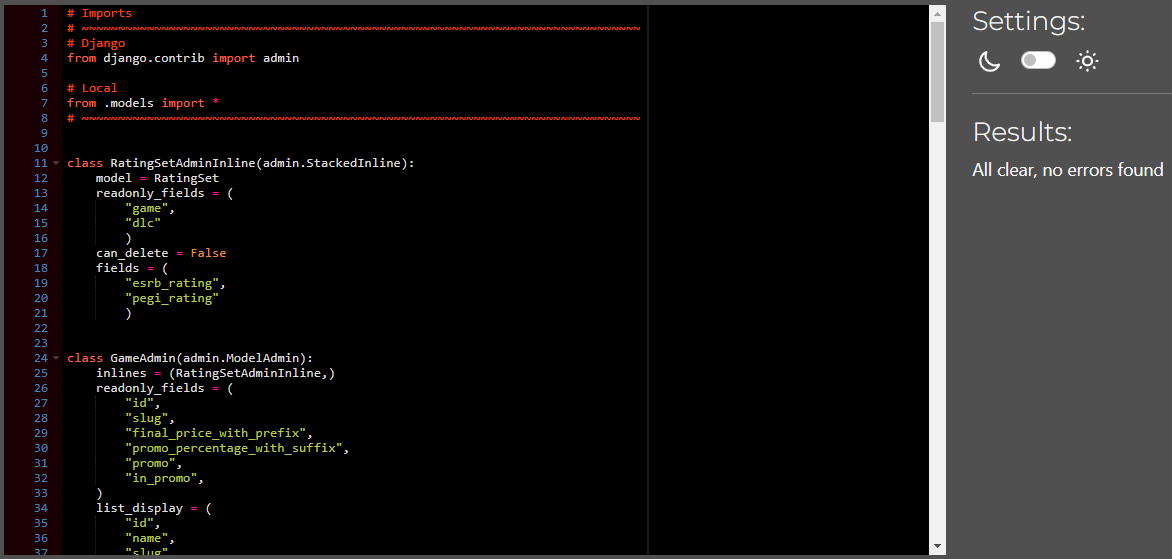 1 # Imports
2 # ~~~~~~~~~~~~~~~~~~~~~~~~~~~~~~~~~~~~~~~~~~~~~~~~~~~~~~~~~~~~~~~~~~~~~~~~~~~~~
3 # Django
4 from django.contrib import admin
5
6 # Local
7 from .models import *
8 # ~~~~~~~~~~~~~~~~~~~~~~~~~~~~~~~~~~~~~~~~~~~~~~~~~~~~~~~~~~~~~~~~~~~~~~~~~~~~~
9
10
11 class RatingSetAdminInline(admin.StackedInline):
12     model = RatingSet
13     readonly_fields = (
14         "game",
15         "dlc"
16         )
17     can_delete = False
18     fields = (
19         "esrb_rating",
20         "pegi_rating"
21         )
22
23
24 class GameAdmin(admin.ModelAdmin):
25     inlines = (RatingSetAdminInline,)
26     readonly_fields = (
27         "id",
28         "slug",
29         "final_price_with_prefix",
30         "promo_percentage_with_suffix",
31         "promo",
32         "in_promo",
33     )
34     list_display = (
35         "id",
36         "name",
37         "slug"
Settings:
Results:
All clear, no errors found